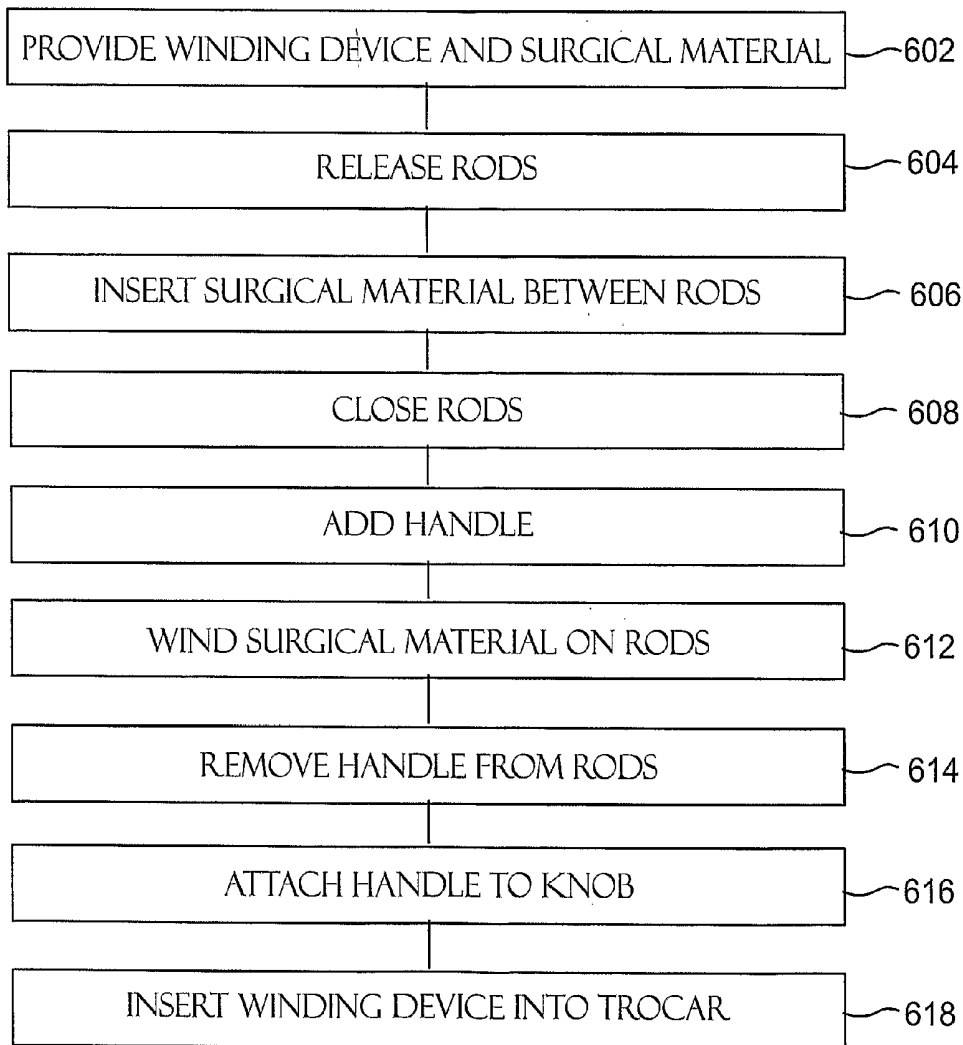 PROVIDE WINDING DEVICE AND SURGICAL MATERIAL 602
RELEASE RODS 604
INSERT SURGICAL MATERIAL BETWEEN RODS 606
CLOSE RODS 608
ADD HANDLE 610
WIND SURGICAL MATERIAL ON RODS 612
REMOVE HANDLE FROM RODS 614
ATTACH HANDLE TO KNOB 616
INSERT WINDING DEVICE INTO TROCAR 618